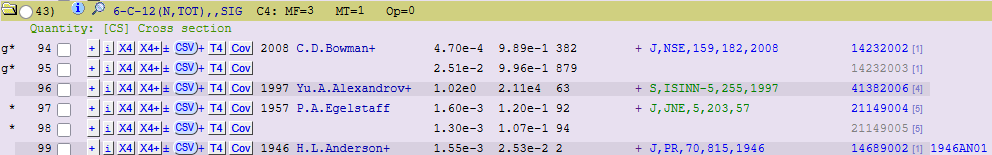 43) i 6-C-12(N,TOT),,SIG C4: MF=3 MT=1 Op=0
Quantity: [CS] Cross section
g* 94 + i X4 X4+ ± CSV + T4 Cov 2008 C.D.Bowman+ 4.70e-4 9.89e-1 382 + J,NSE,159,182,2008 14232002 [1]
g* 95 + i X4 X4+ ± CSV + T4 Cov 2.51e-2 9.96e-1 879 14232003 [1]
96 + i X4 X4+ ± CSV + T4 Cov 1997 Yu.A.Alexandrov+ 1.02e0 2.11e4 63 + S,ISINN-5,255,1997 41382006 [4]
* 97 + i X4 X4+ ± CSV + T4 Cov 1957 P.A.Egelstaff 1.60e-3 1.20e-1 92 + J,JNE,5,203,57 21149004 [5]
* 98 + i X4 X4+ ± CSV + T4 Cov 1.30e-3 1.07e-1 94 21149005 [5]
99 + i X4 X4+ ± CSV + T4 Cov 1946 H.L.Anderson+ 1.55e-3 2.53e-2 2 + J,PR,70,815,1946 14689002 [1] 1946AN01